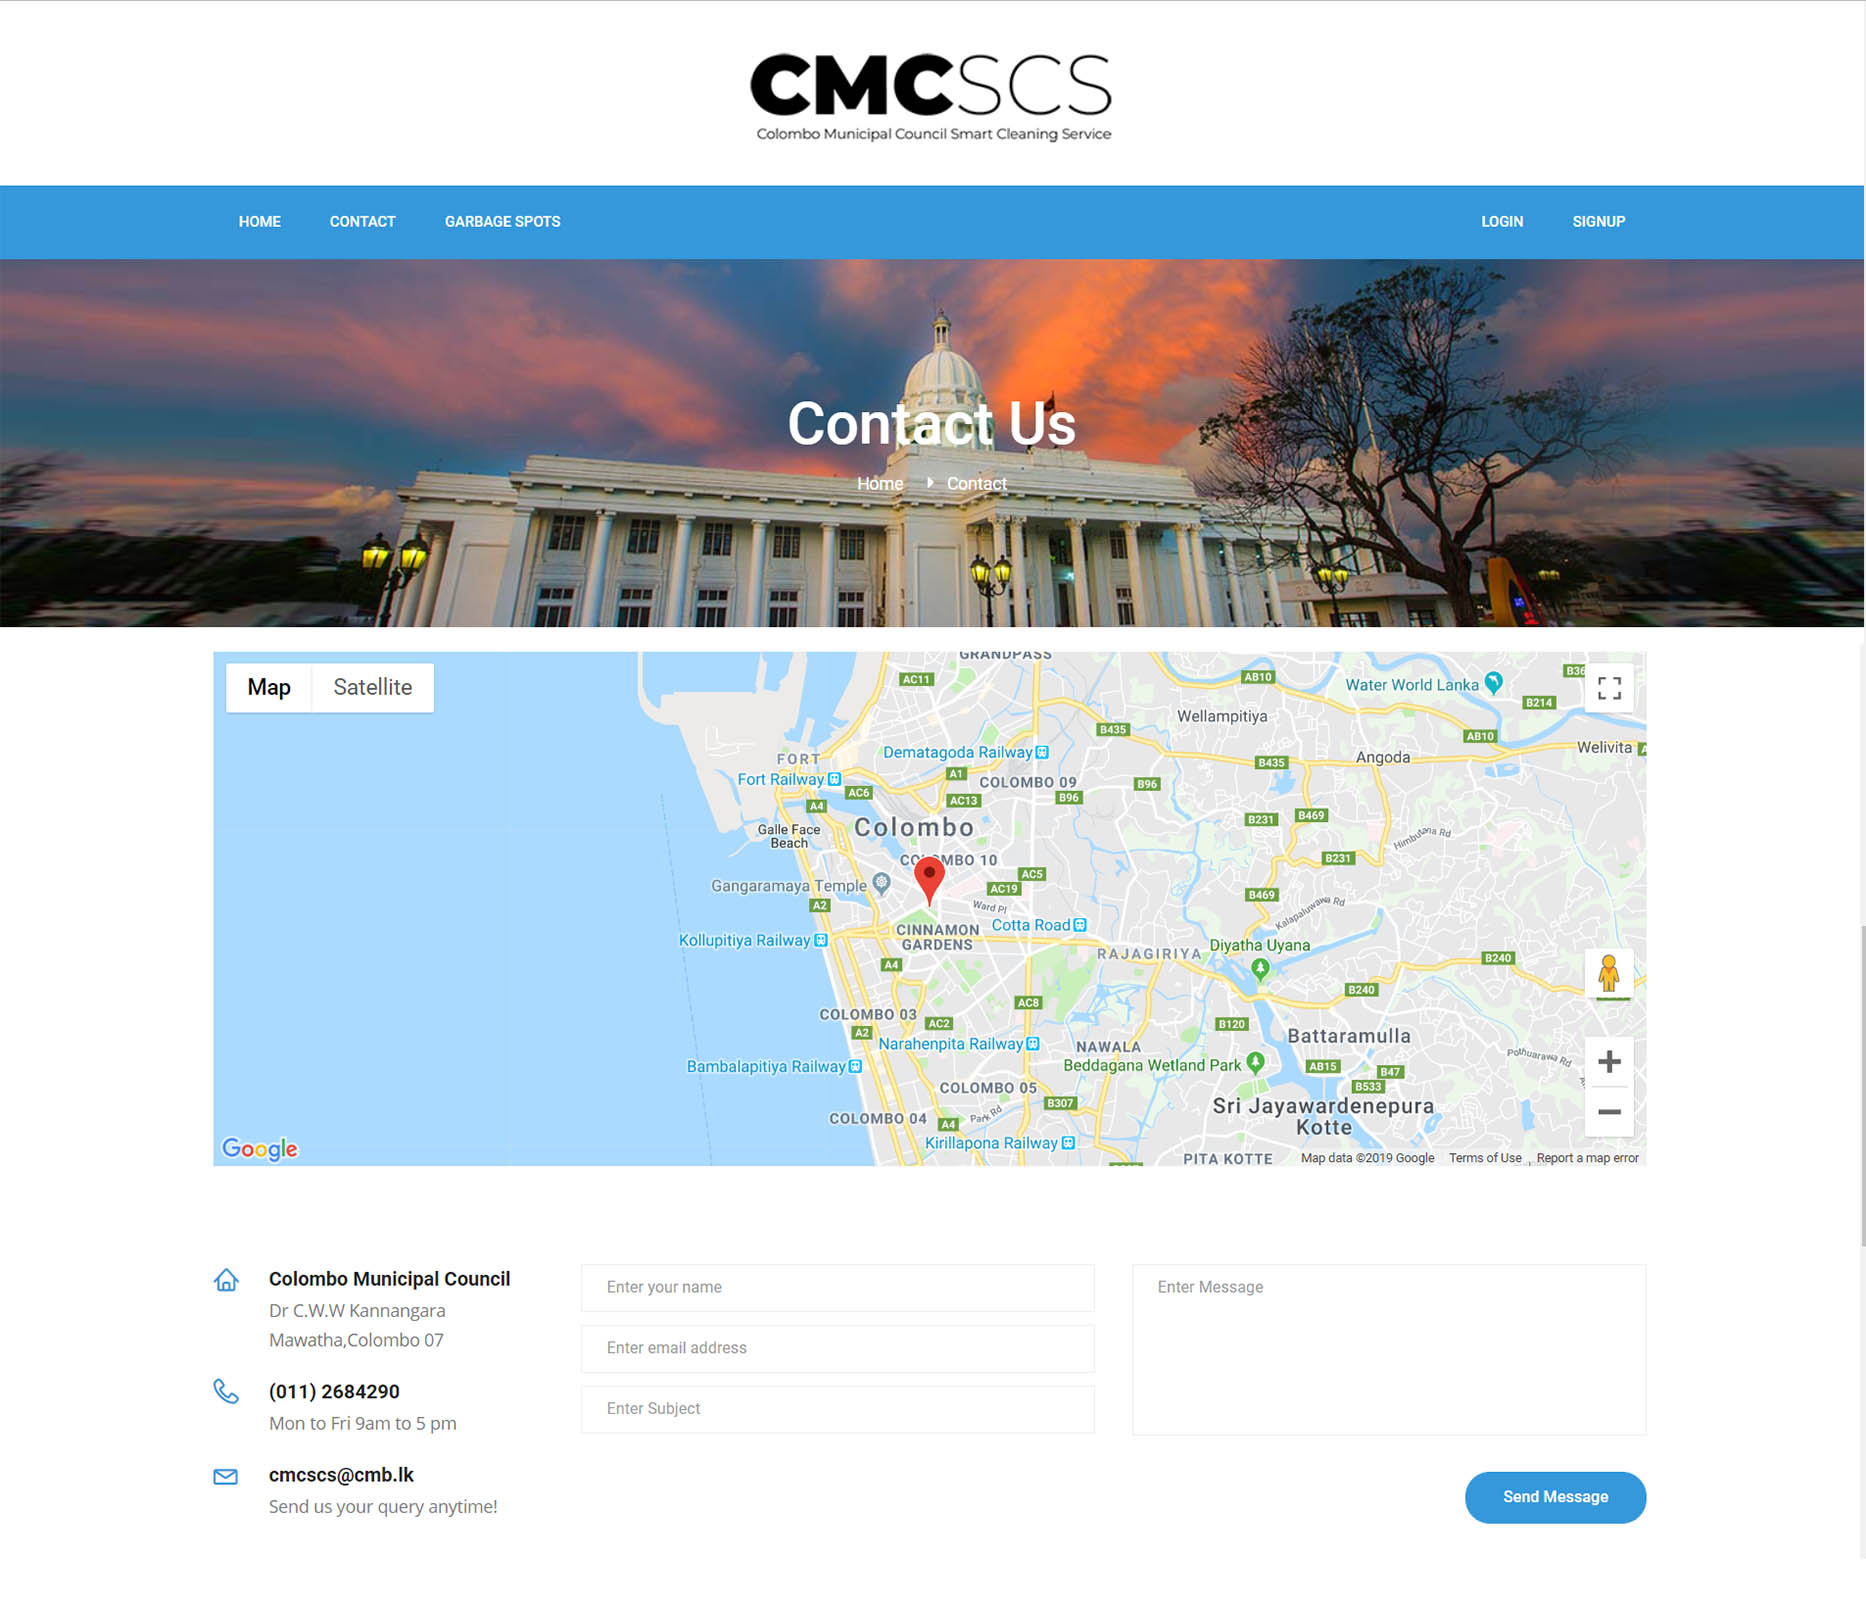 CMCSCS
Colombo Municipal Council Smart Cleaning Service
HOME CONTACT GARBAGE SPOTS LOGIN SIGNUP
Contact Us
Home Contact
Map Satellite
GRANDPASS
AC11
AB10
Water World Lanka
B36
B214
Wellampitiya
B435
AB10
Welivita
Dematagoda Railway
FORT
Angoda
B435
Fort Railway
A1
COLOMBO 09
B96
AC6
AC13
B96
A4
B469
B231
Colombo
Galle Face
Beach
Himbutana Rd
COLOMBO 10
B231
AC5
Gangaramaya Temple
AC19
B469
A2
Ward Pl
Kalapaluwawa Rd
Cotta Road
CINNAMON
GARDENS
Kollupitiya Railway
Diyatha Uyana
RAJAGIRIYA
B240
A4
B240
AC8
COLOMBO 03
AC2
B120
A2
Battaramulla
Narahenpita Railway
NAWALA
Pothuarawa Rd
Bambalapitiya Railway
Beddagana Wetland Park
AB15
B47
COLOMBO 05
B533
B307
Sri Jayawardenepura
Kotte
COLOMBO 04
Park Rd
A4
Kirillapona Railway
Google
PITA KOTTE
Map data ©2019 Google Terms of Use Report a map error
Colombo Municipal Council
Dr C.W.W Kannangara
Mawatha,Colombo 07
(011) 2684290
Mon to Fri 9am to 5 pm
cmcscs@cmb.lk
Send us your query anytime!
Enter your name
Enter email address
Enter Subject
Enter Message
Send Message